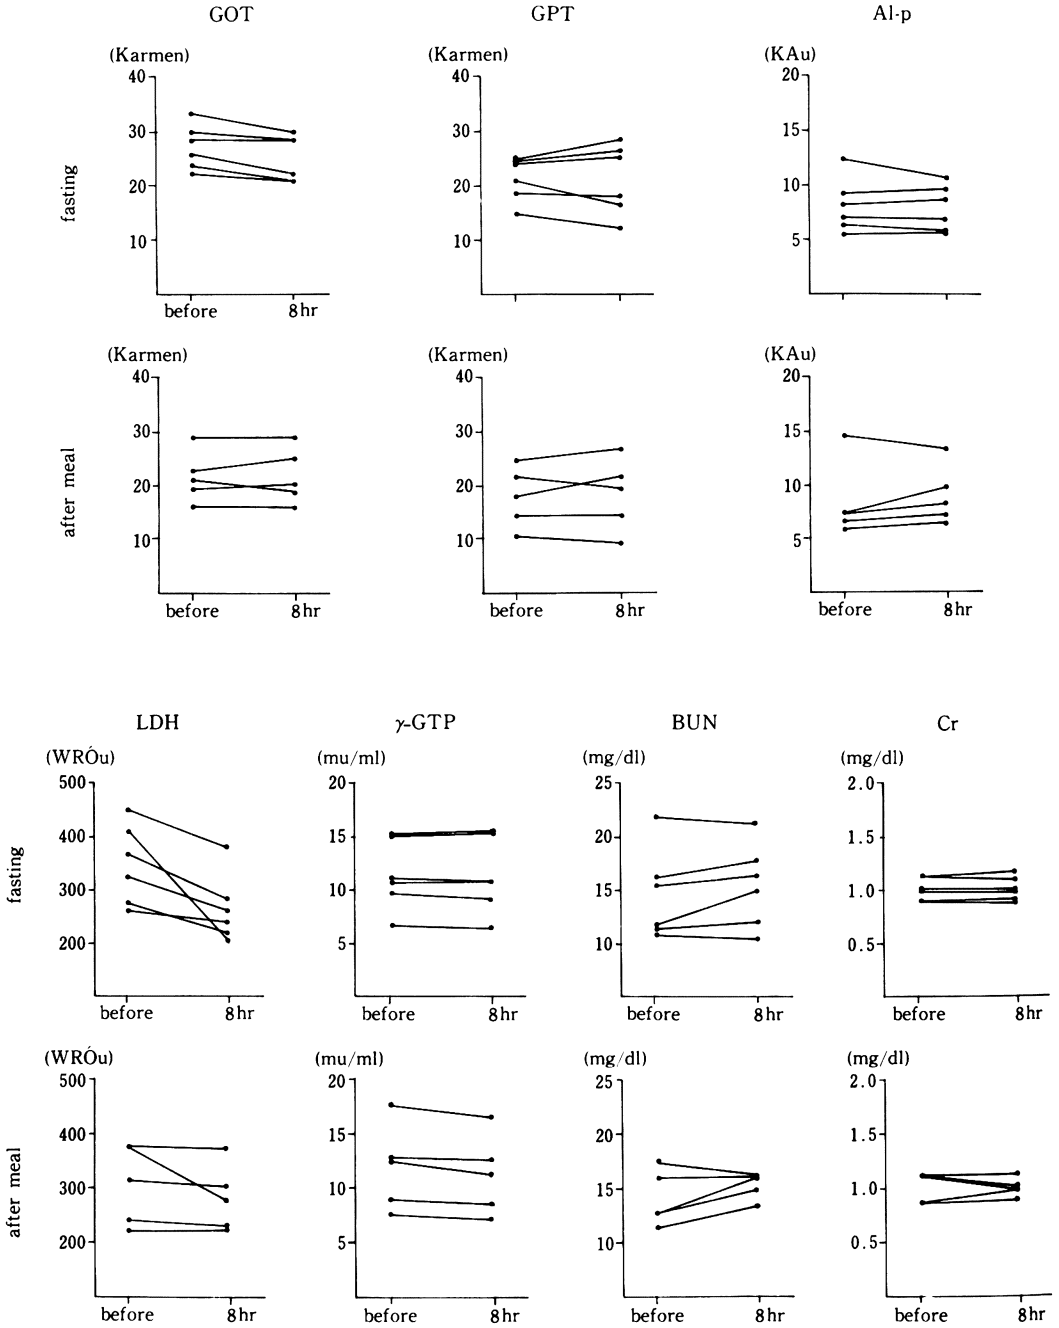 GOT GPT Al-p
(Karmen) (Karmen) (KAu)
40 40 20
30 30 15
20 20 10
10 10 5
fasting
before 8hr
(Karmen) (Karmen) (KAu)
40 40 20
30 30 15
20 20 10
10 10 5
after meal
before 8hr before 8hr before 8hr
LDH γ-GTP BUN Cr
(WRÓu) (mu/ml) (mg/dl) (mg/dl)
500 20 25 2.0
400 15 20 1.5
300 10 15 1.0
200 5 10 0.5
fasting
before 8hr before 8hr before 8hr before 8hr
(WRÓu) (mu/ml) (mg/dl) (mg/dl)
500 20 25 2.0
400 15 20 1.5
300 10 15 1.0
200 5 10 0.5
after meal
before 8hr before 8hr before 8hr before 8hr